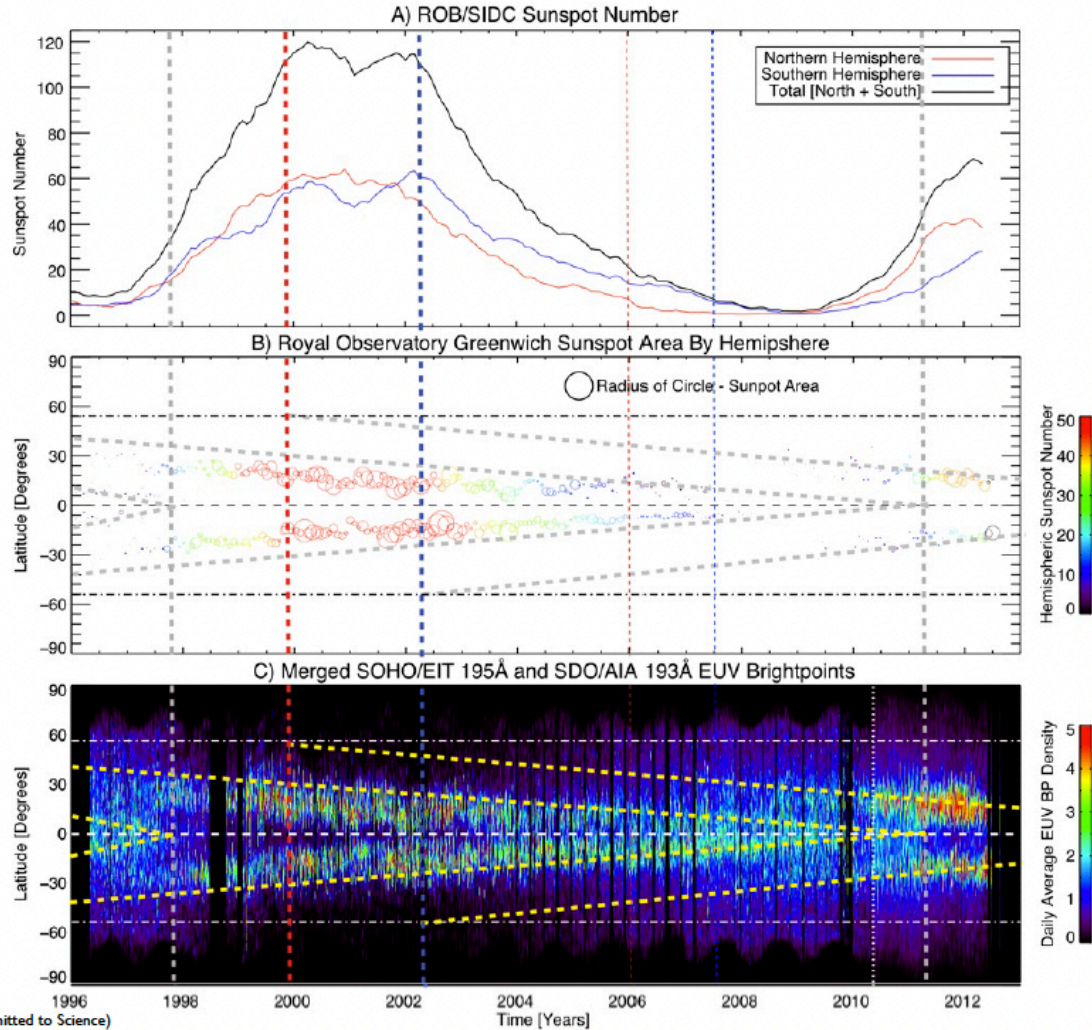 A) ROB/SIDC Sunspot Number
120
100
80
60
40
20
0
Sunspot Number
Northern Hemisphere
Southern Hemisphere
Total [North + South]
B) Royal Observatory Greenwich Sunspot Area By Hemipshere
90
60
30
0
-30
-60
-90
Latitude [Degrees]
Radius of Circle - Sunpot Area
50
40
30
20
10
0
Hemispheric Sunspot Number
C) Merged SOHO/EIT 195Å and SDO/AIA 193Å EUV Brightpoints
90
60
30
0
-30
-60
-90
Latitude [Degrees]
5
4
3
2
1
0
Daily Average EUV BP Density
1996 1998 2000 2002 2004 2006 2008 2010 2012
Time [Years]
nitted to Science)